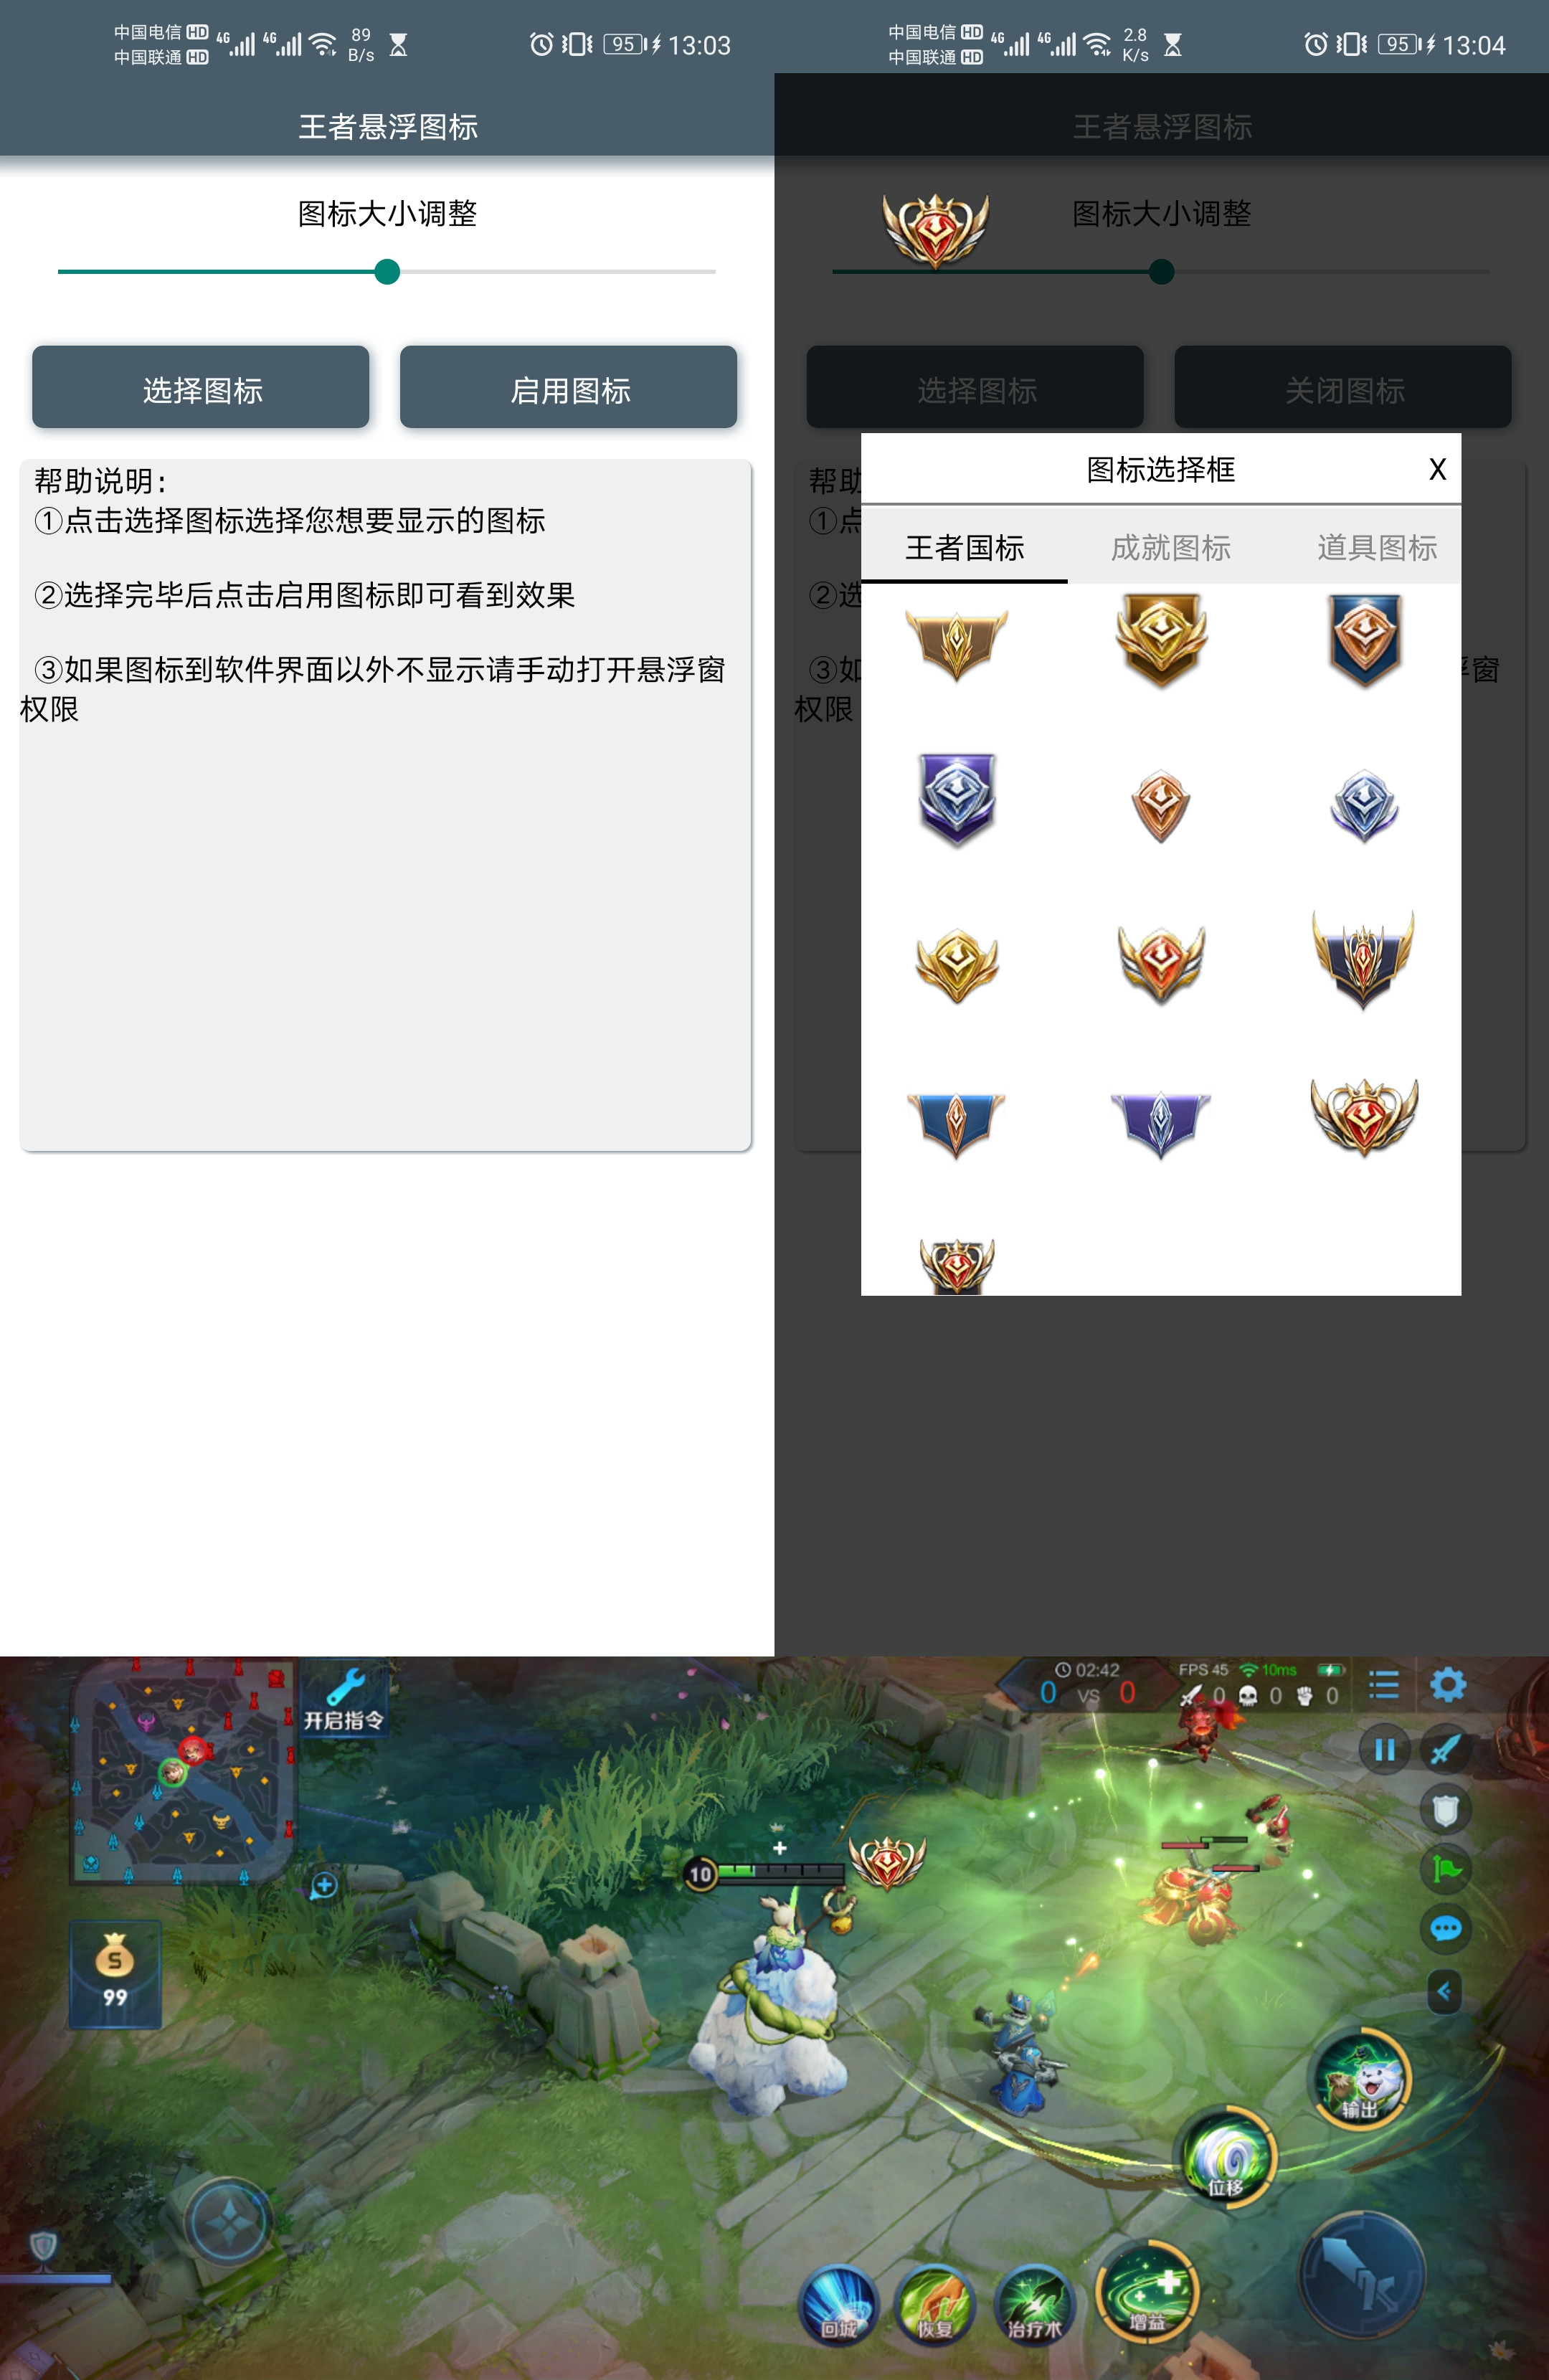 中国电信 HD 4G 4G 89 B/s 95 13:03
中国联通 HD
王者悬浮图标
图标大小调整
选择图标
启用图标
帮助说明:
①点击选择图标选择您想要显示的图标
②选择完毕后点击启用图标即可看到效果
③如果图标到软件界面以外不显示请手动打开悬浮窗
权限
中国电信 HD 4G 4G 2.8 K/s 95 13:04
中国联通 HD
王者悬浮图标
图标大小调整
选择图标
关闭图标
帮助
①点
②选
③如
浮窗
权限
图标选择框 X
王者国标 成就图标 道具图标
开启指令
02:42
0 VS 0
FPS 45 10ms
0 0 0
10
S
99
输出
位移
回城
恢复
治疗术
增益